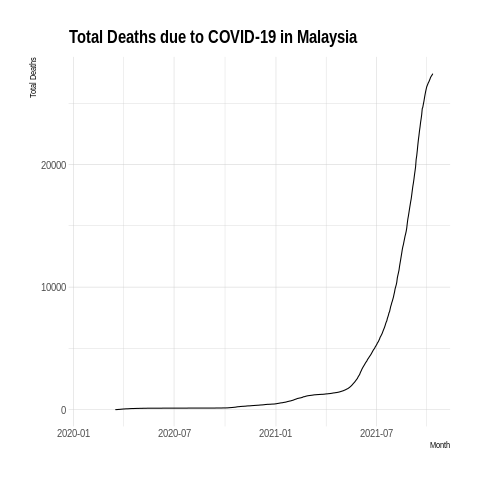 Total Deaths due to COVID-19 in Malaysia
Total Deaths
20000
10000
0
2020-01 2020-07 2021-01 2021-07
Month